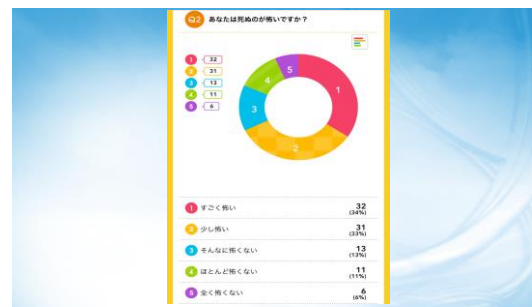 Q2 あなたは死ぬのが怖いですか？
1 32
2 31
3 13
4 11
5 6
1
2
3
4
5
1 すごく怖い 32
(34%)
2 少し怖い 31
(33%)
3 そんなに怖くない 13
(13%)
4 ほとんど怖くない 11
(11%)
5 全く怖くない 6
(6%)